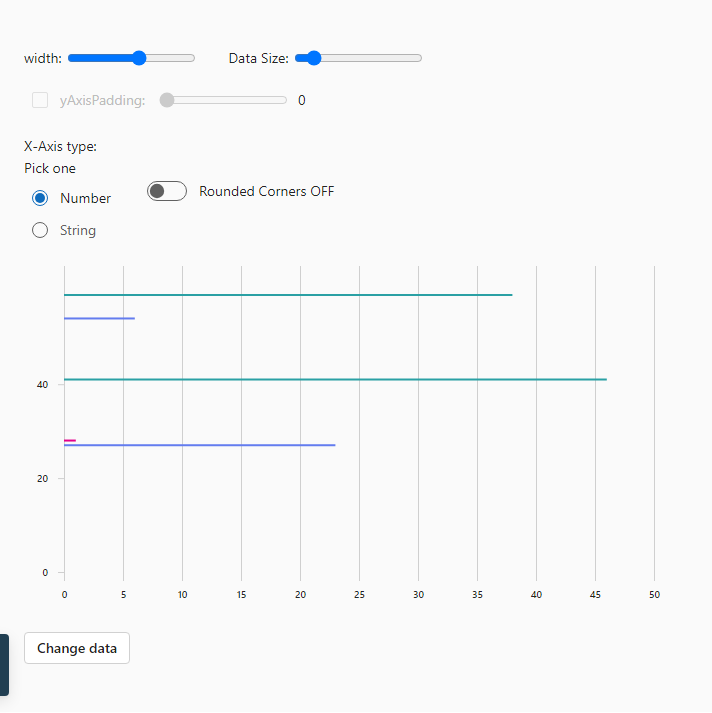 width: Data Size:
yAxisPadding: 0
X-Axis type:
Pick one
Number
Rounded Corners OFF
String
40
20
0
0 5 10 15 20 25 30 35 40 45 50
Change data